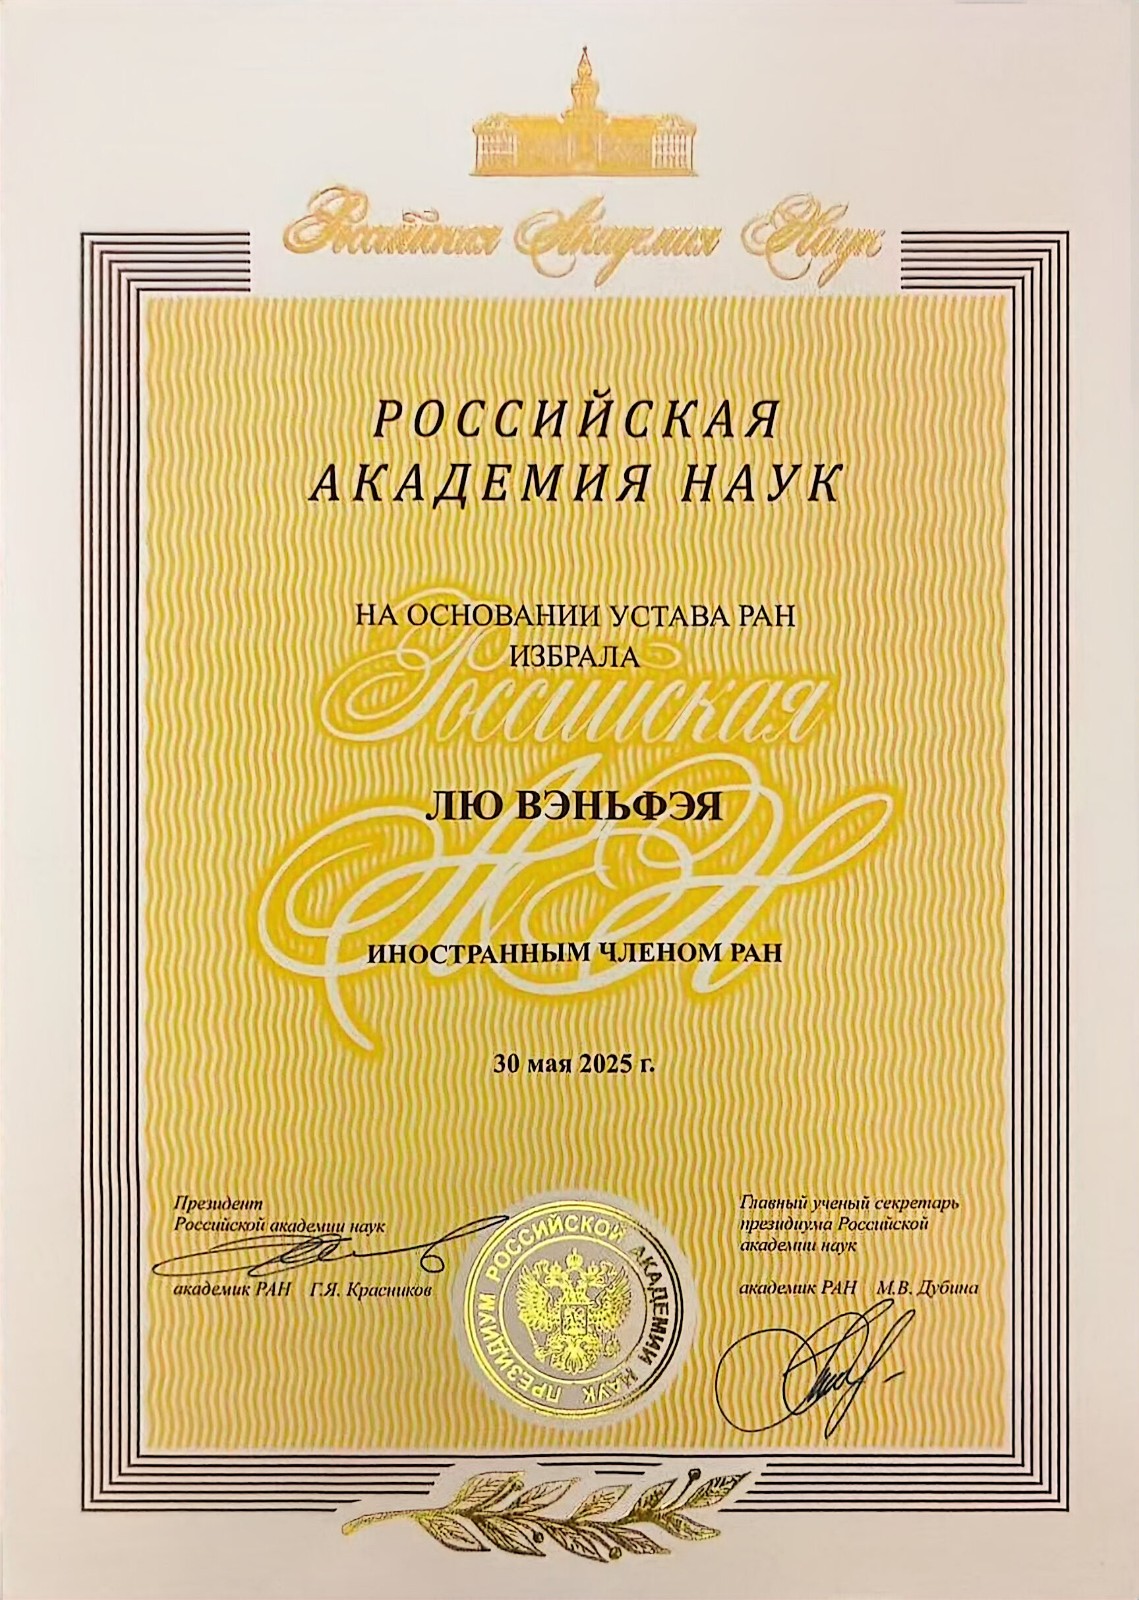 Российская Академия Наук
РОССИЙСКАЯ
АКАДЕМИЯ НАУК
НА ОСНОВАНИИ УСТАВА РАН
ИЗБРАЛА
Российская
АН
ЛЮ ВЭНЬФЭЯ
ИНОСТРАННЫМ ЧЛЕНОМ РАН
30 мая 2025 г.
Президент
Российской академии наук
академик РАН Г.Я. Красников
ПРЕЗИДИУМ РОССИЙСКОЙ АКАДЕМИИ НАУК
Главный ученый секретарь
президиума Российской
академии наук
академик РАН М.В. Дубина